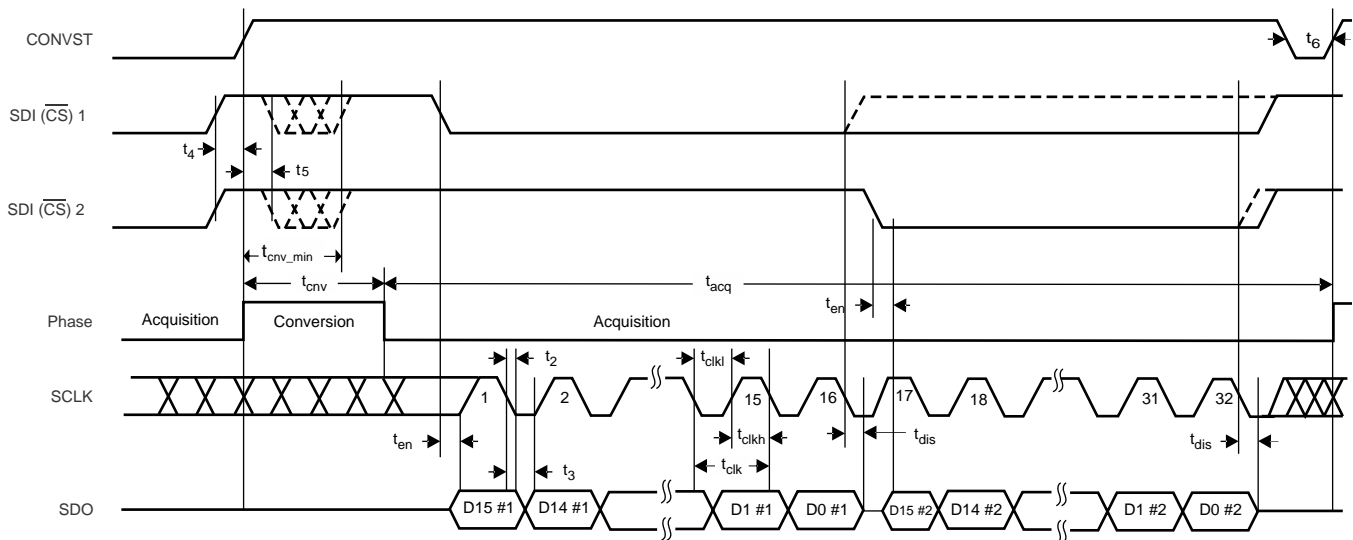 CONVST
t6
SDI (CS) 1
t4
t5
SDI (CS) 2
tcnv_min
tcnv
tacq
ten
Phase
Acquisition
Conversion
Acquisition
t2
tclkl
SCLK
1
2
15
16
17
18
31
32
ten
tclkh
tdis
tdis
t3
tclk
SDO
D15 #1
D14 #1
D1 #1
D0 #1
D15 #2
D14 #2
D1 #2
D0 #2